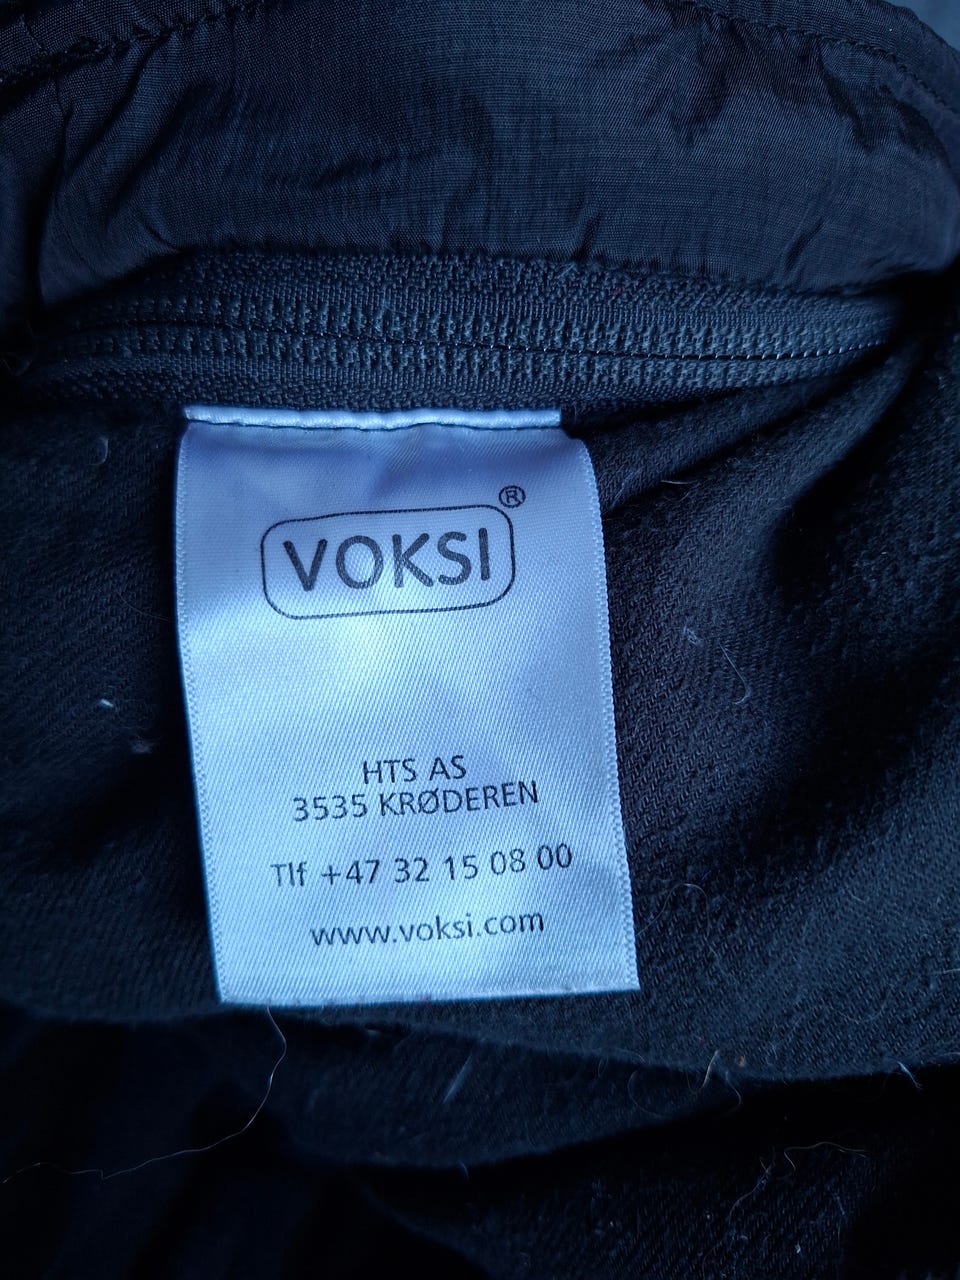 VOKSI®
HTS AS
3535 KRØDEREN
Tlf +47 32 15 08 00
www.voksi.com